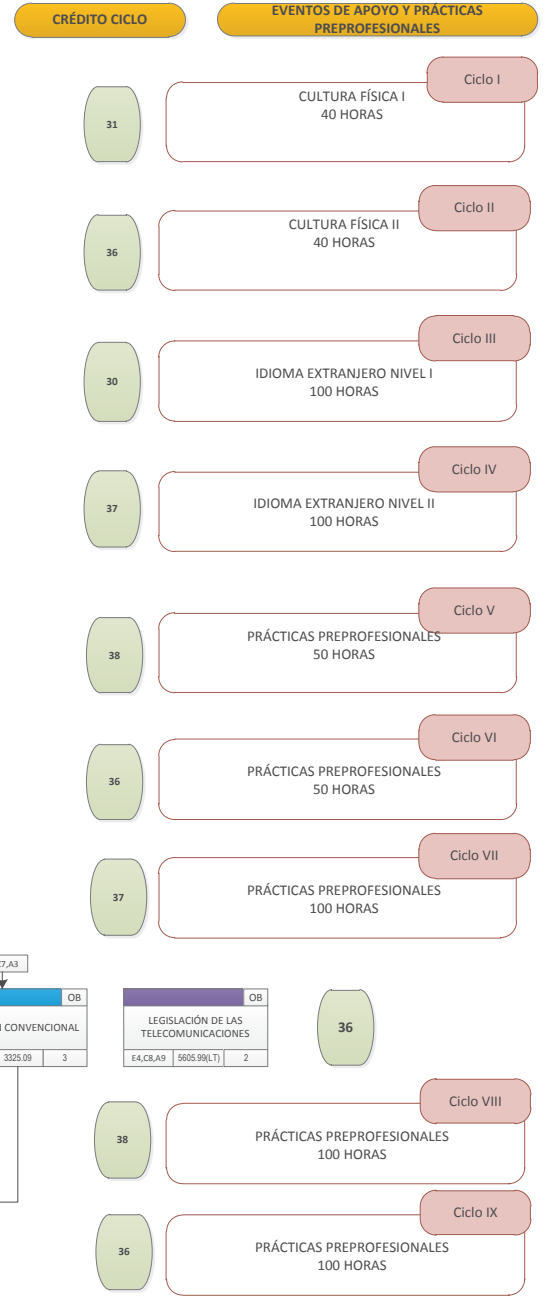 CRÉDITO CICLO
EVENTOS DE APOYO Y PRÁCTICAS
PREPROFESIONALES
Ciclo I
31
CULTURA FÍSICA I
40 HORAS
Ciclo II
36
CULTURA FÍSICA II
40 HORAS
Ciclo III
30
IDIOMA EXTRANJERO NIVEL I
100 HORAS
Ciclo IV
37
IDIOMA EXTRANJERO NIVEL II
100 HORAS
Ciclo V
38
PRÁCTICAS PREPROFESIONALES
50 HORAS
Ciclo VI
36
PRÁCTICAS PREPROFESIONALES
50 HORAS
Ciclo VII
37
PRÁCTICAS PREPROFESIONALES
100 HORAS
C7,A3
OB
N CONVENCIONAL
3325.09 3
OB
LEGISLACIÓN DE LAS
TELECOMUNICACIONES
E4,C8,A9 5605.99(LT) 2
36
Ciclo VIII
38
PRÁCTICAS PREPROFESIONALES
100 HORAS
Ciclo IX
36
PRÁCTICAS PREPROFESIONALES
100 HORAS